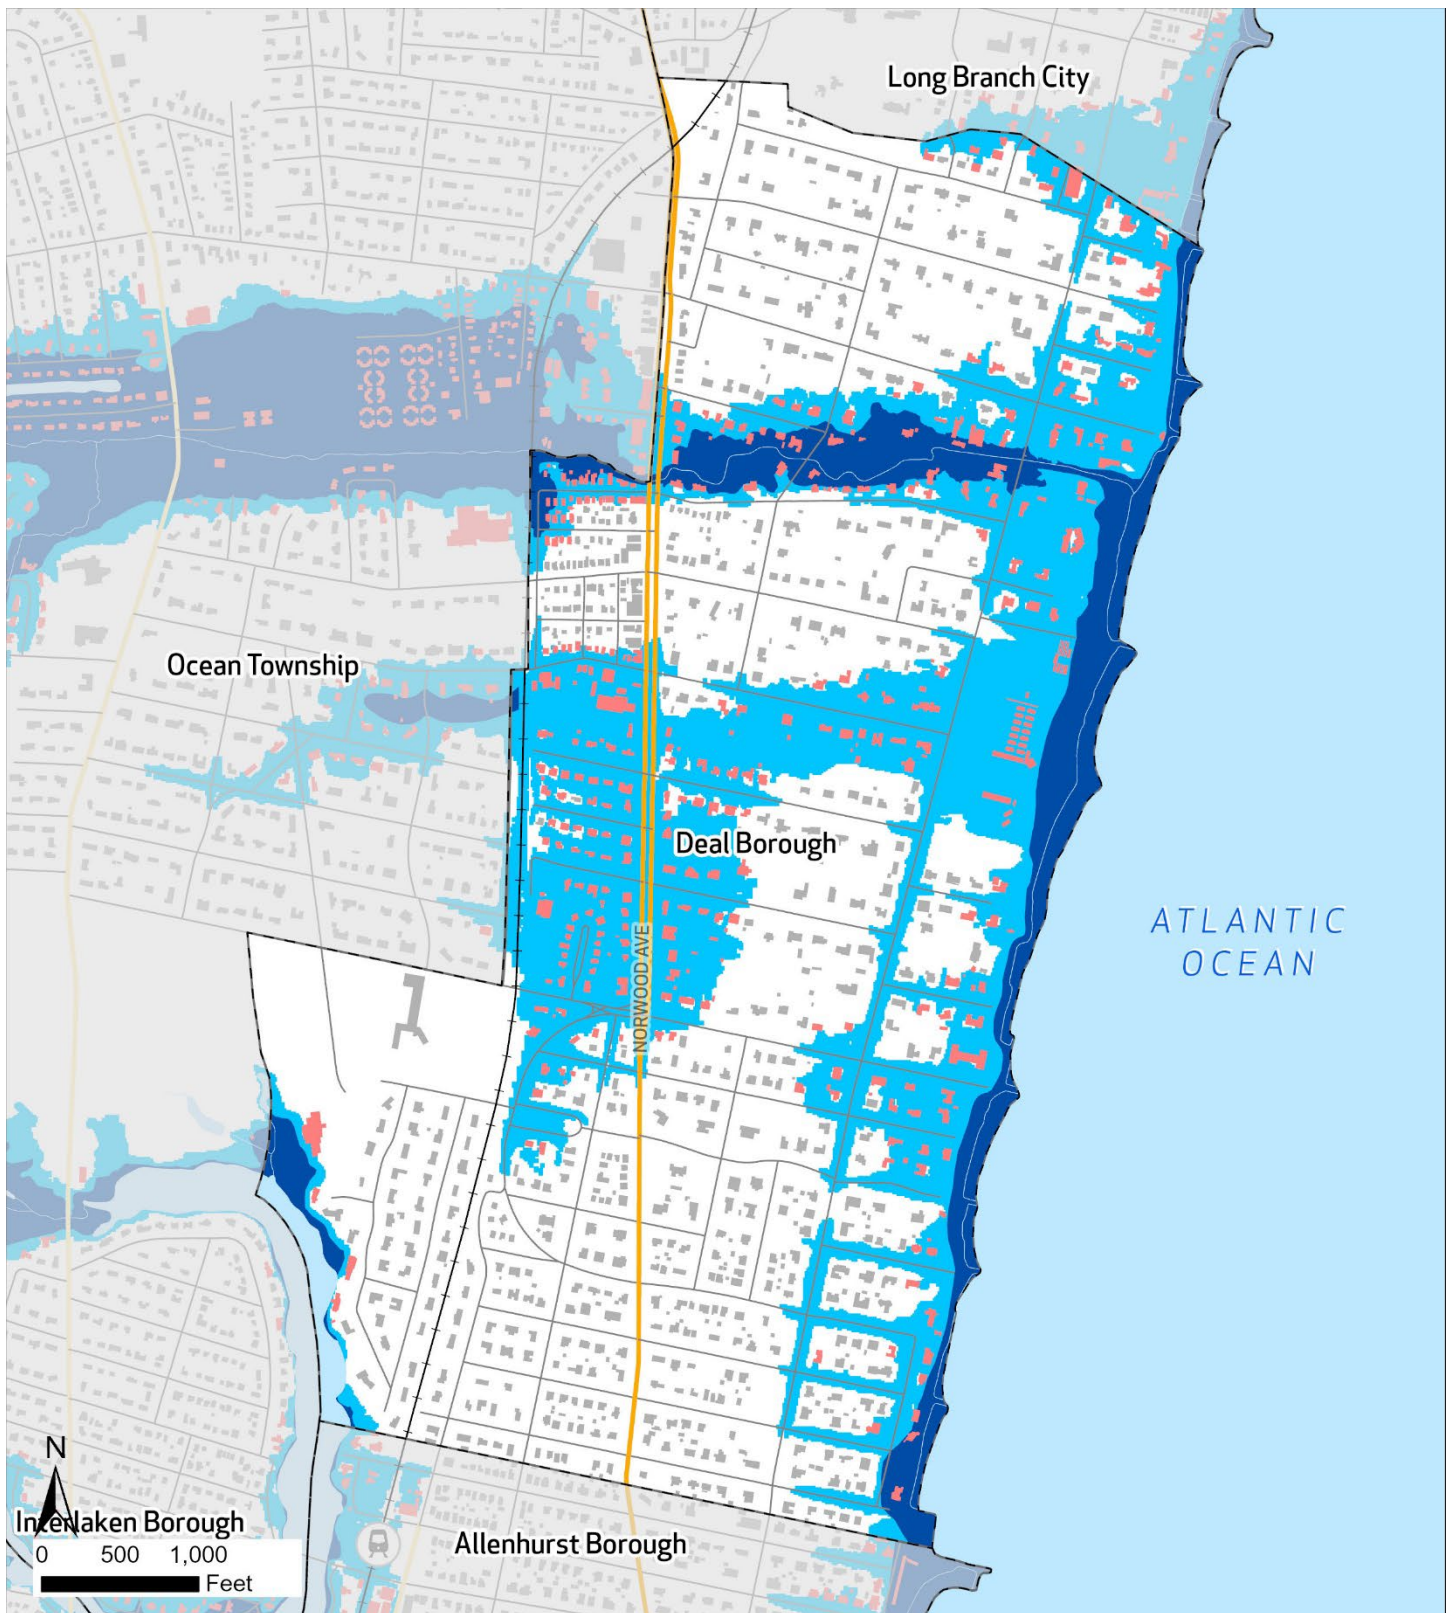 Long Branch City
Ocean Township
Deal Borough
ATLANTIC
OCEAN
NORWOOD AVE
N
Interlaken Borough
Allenhurst Borough
0 500 1,000
Feet